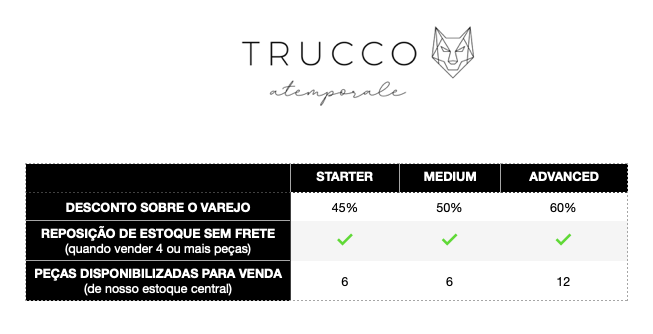 TRUCCO
atemporale
STARTER MEDIUM ADVANCED
DESCONTO SOBRE O VAREJO 45% 50% 60%
REPOSIÇÃO DE ESTOQUE SEM FRETE
(quando vender 4 ou mais peças)
PEÇAS DISPONIBILIZADAS PARA VENDA
(de nosso estoque central) 6 6 12